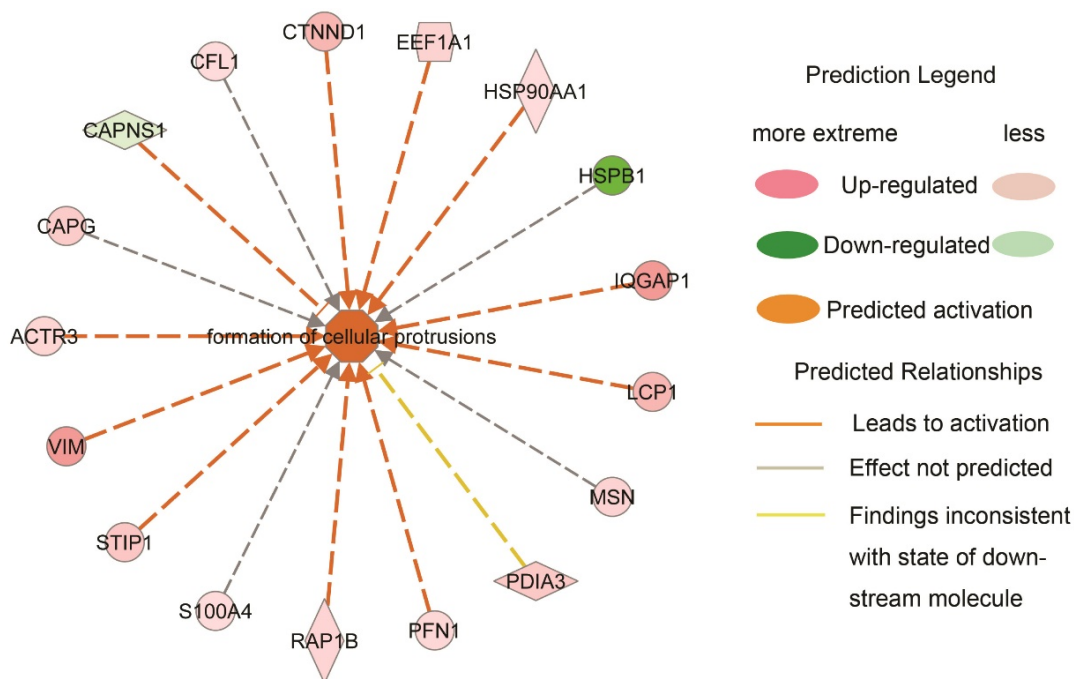 CTNND1
EEF1A1
CFL1
HSP90AA1
CAPNS1
HSPB1
CAPG
IQGAP1
ACTR3
formation of cellular protrusions
LCP1
VIM
MSN
STIP1
PDIA3
S100A4
RAP1B
PFN1
Prediction Legend
more extreme less
Up-regulated
Down-regulated
Predicted activation
Predicted Relationships
Leads to activation
Effect not predicted
Findings inconsistent
with state of down-
stream molecule